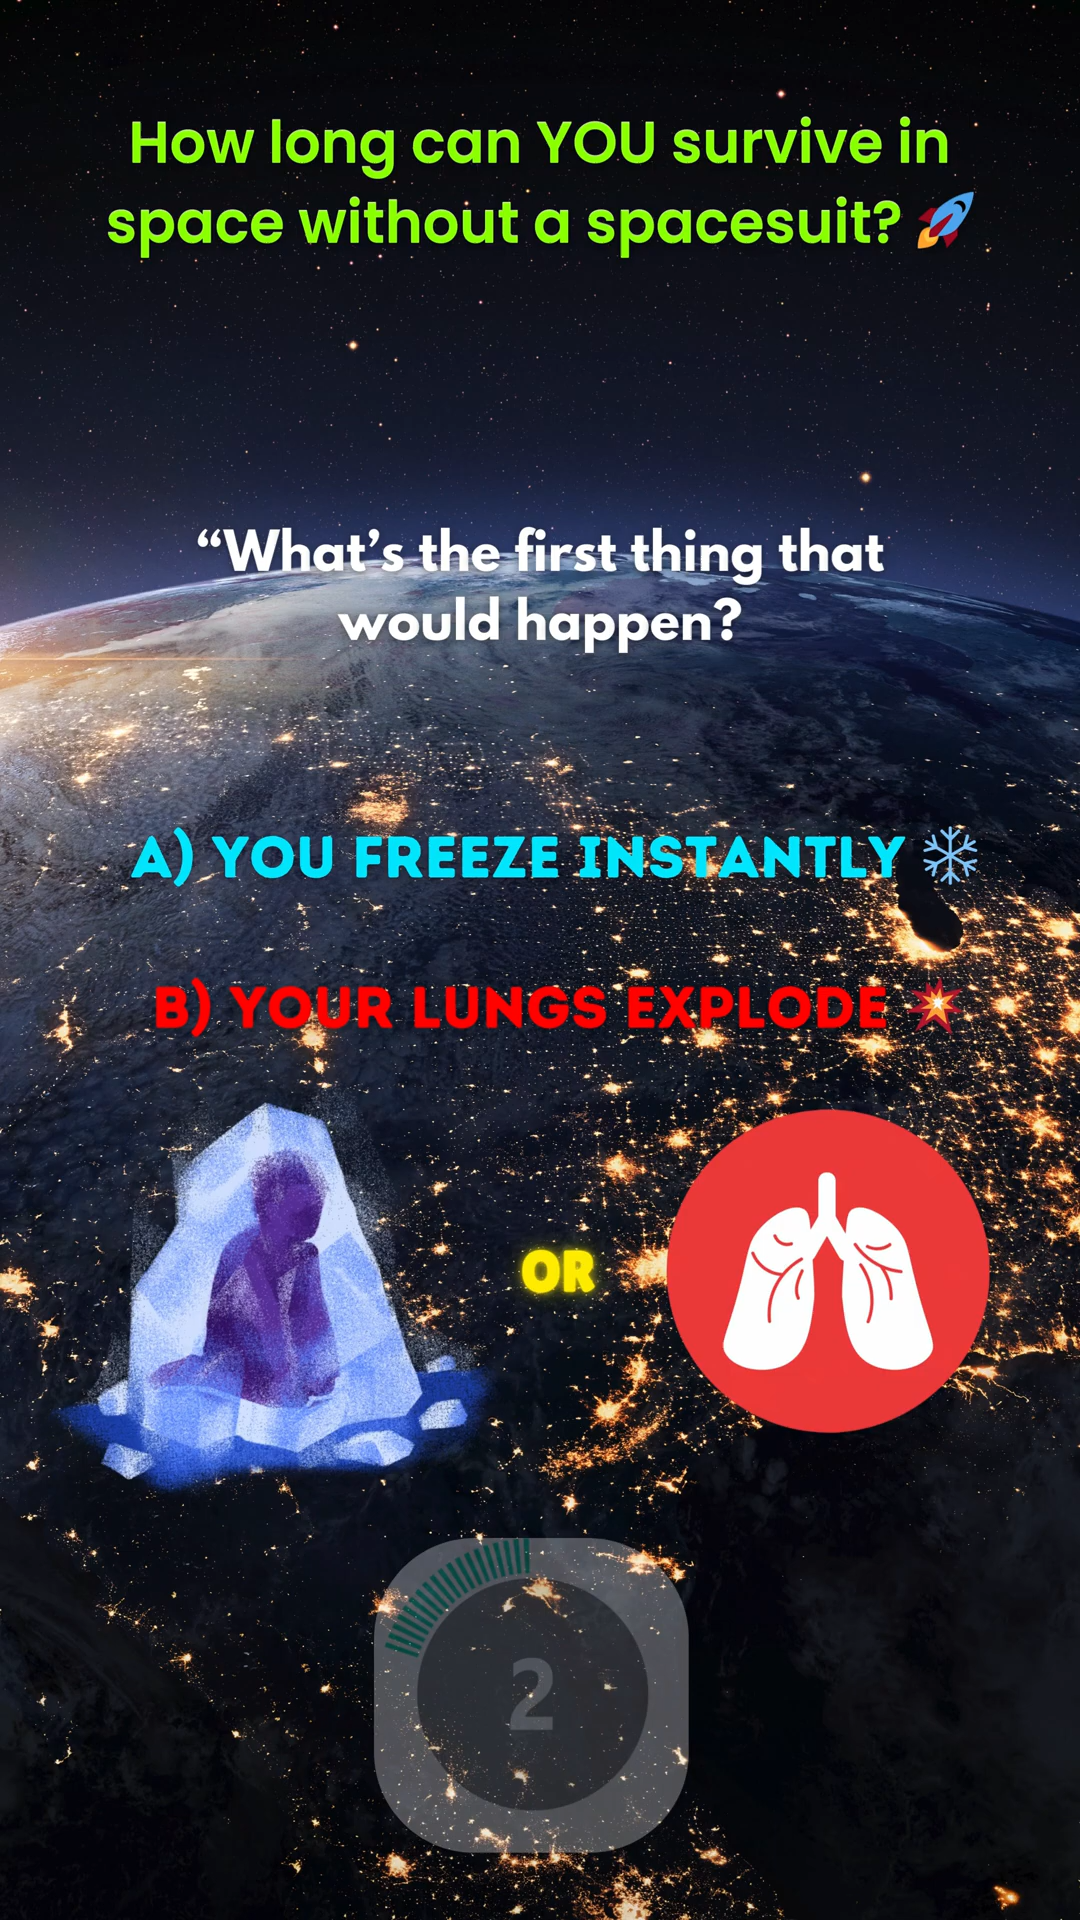 How long can YOU survive in
space without a spacesuit? 🚀
“What’s the first thing that
would happen?
A) YOU FREEZE INSTANTLY ❄️
B) YOUR LUNGS EXPLODE 💥
OR
2